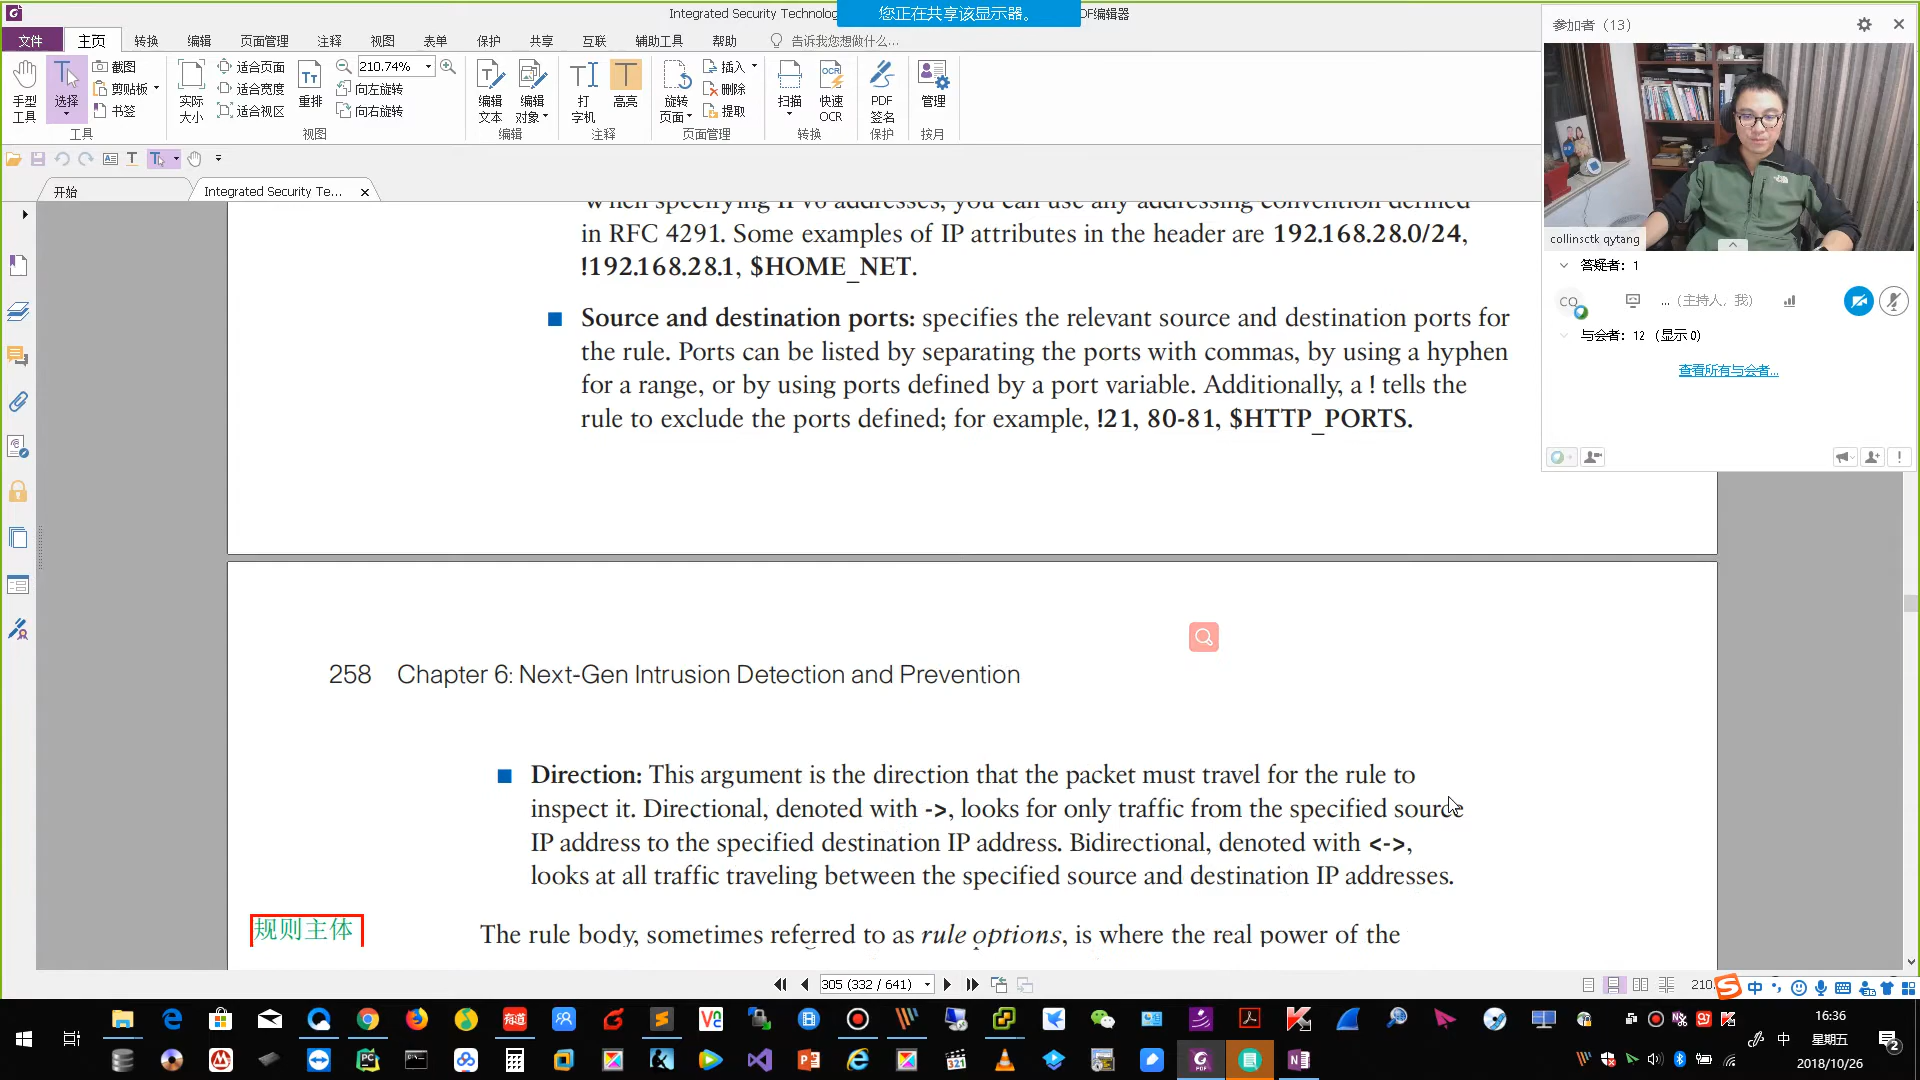 Integrated Security Technolog
您正在共享该显示器。
DF编辑器
文件 主页 转换 编辑 页面管理 注释 视图 表单 保护 共享 互联 辅助工具 帮助 告诉我您想做什么...
手型工具
选择
截图
剪贴板
书签
工具
实际大小
适合页面
适合宽度
适合视区
重排
210.74%
向左旋转
向右旋转
视图
编辑文本
编辑对象
编辑
打字机
高亮
注释
旋转页面
插入
删除
提取
页面管理
扫描
快速OCR
转换
PDF签名
保护
管理
按月
开始
Integrated Security Te...
When specifying IPv6 addresses, you can use any addressing convention defined
in RFC 4291. Some examples of IP attributes in the header are 192.168.28.0/24,
!192.168.28.1, $HOME_NET.
Source and destination ports: specifies the relevant source and destination ports for
the rule. Ports can be listed by separating the ports with commas, by using a hyphen
for a range, or by using ports defined by a port variable. Additionally, a ! tells the
rule to exclude the ports defined; for example, !21, 80-81, $HTTP_PORTS.
258 Chapter 6: Next-Gen Intrusion Detection and Prevention
Direction: This argument is the direction that the packet must travel for the rule to
inspect it. Directional, denoted with ->, looks for only traffic from the specified source
IP address to the specified destination IP address. Bidirectional, denoted with <->,
looks at all traffic traveling between the specified source and destination IP addresses.
规则主体
The rule body, sometimes referred to as rule options, is where the real power of the
305 (332 / 641)
210.
中
参加者 (13)
collinsctk qytang
答疑者: 1
CQ ... (主持人, 我)
与会者: 12 (显示 0)
查看所有与会者...
16:36
中 星期五
2018/10/26
2